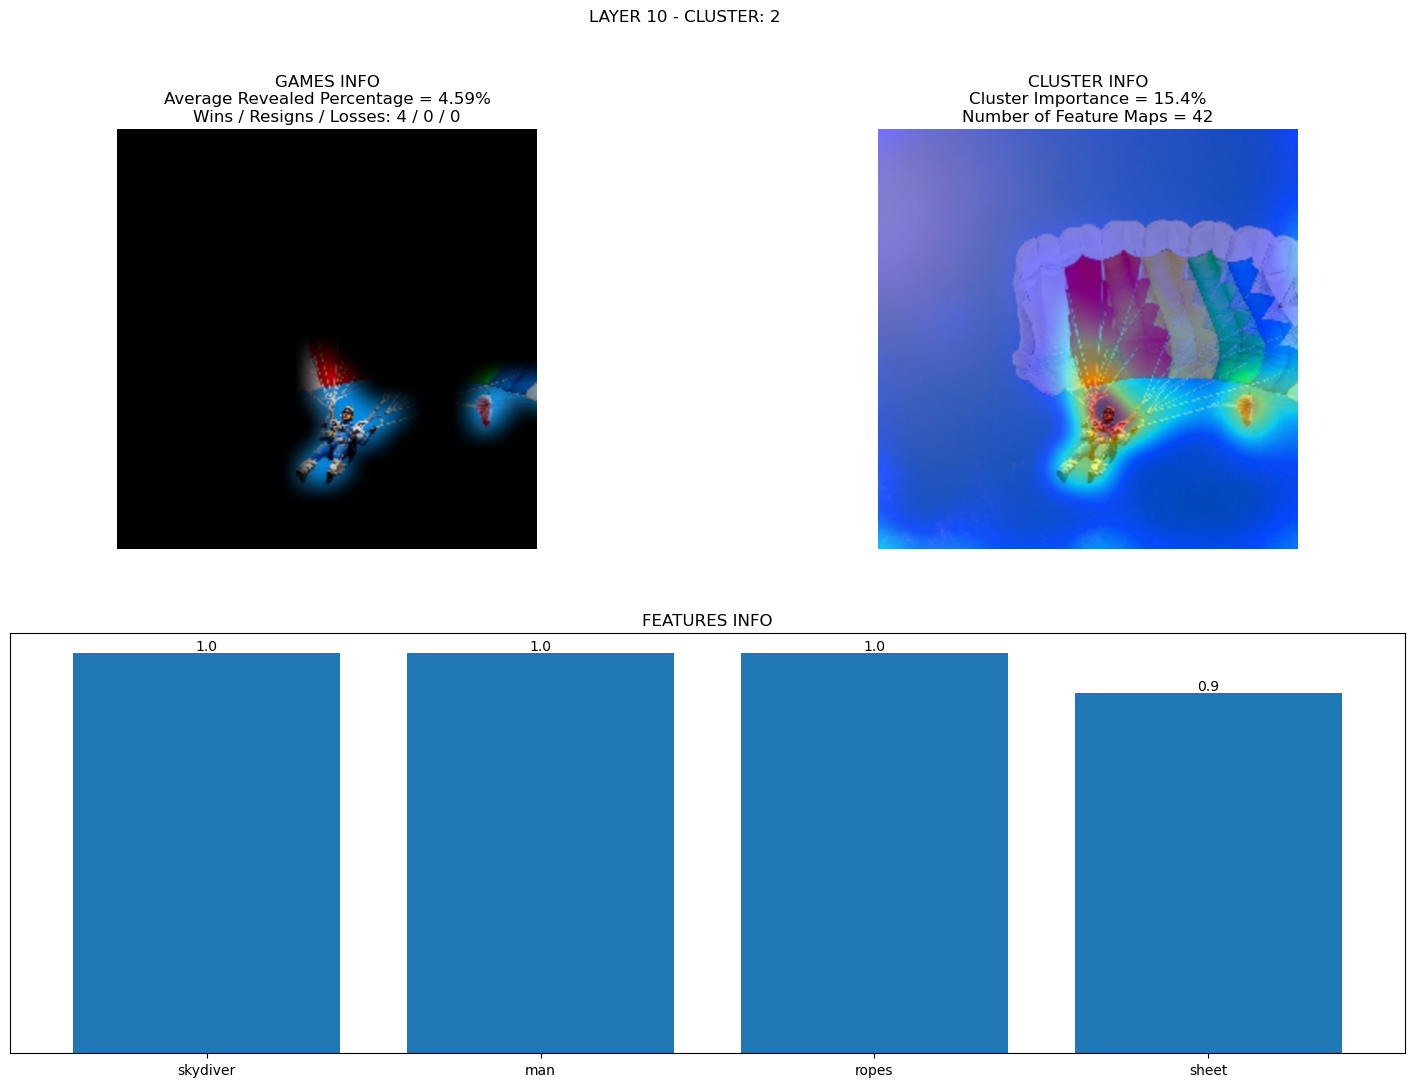 LAYER 10 - CLUSTER: 2
GAMES INFO
Average Revealed Percentage = 4.59%
Wins / Resigns / Losses: 4 / 0 / 0
CLUSTER INFO
Cluster Importance = 15.4%
Number of Feature Maps = 42
FEATURES INFO
1.0 1.0 1.0 0.9
skydiver man ropes sheet